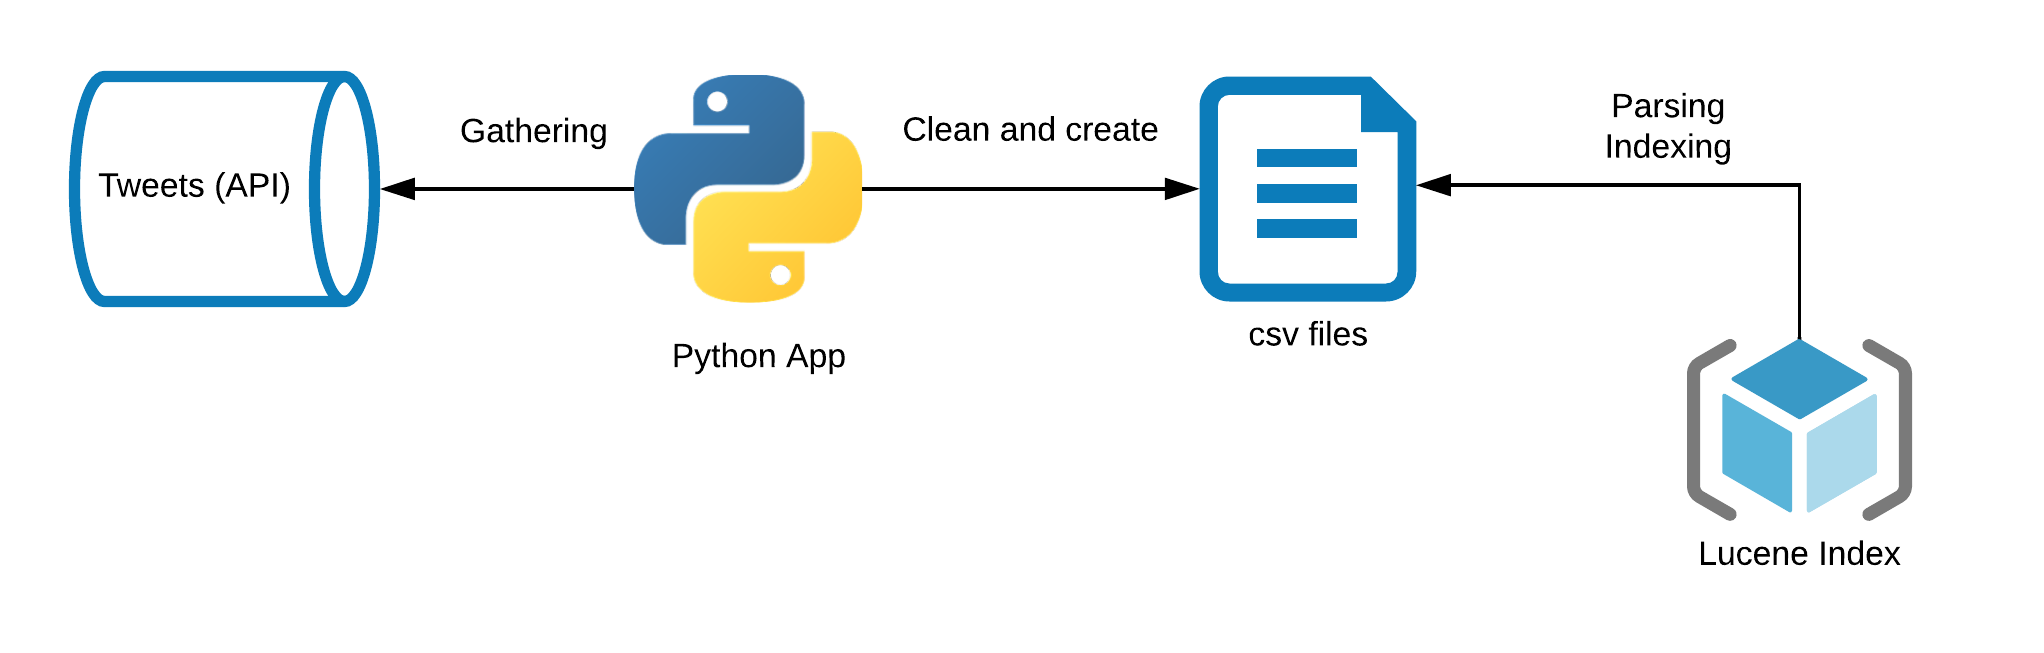 Tweets (API)
Gathering
Python App
Clean and create
csv files
Parsing
Indexing
Lucene Index